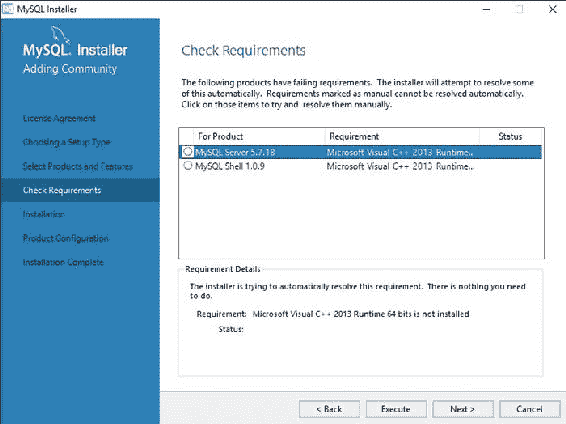 MySQL Installer
MySQL. Installer
Adding Community
License Agreement
Choosing a Setup Type
Select Products and Features
Check Requirements
Installation
Product Configuration
Installation Complete
Check Requirements
The following products have failing requirements. The installer will attempt to resolve some
of this automatically. Requirements marked as manual cannot be resolved automatically.
Click on those items to try and resolve them manually.
For Product Requirement Status
MySQL Server 5.7.18 Microsoft Visual C++ 2013 Runtime...
MySQL Shell 1.0.9 Microsoft Visual C++ 2013 Runtime...
Requirement Details
The installer is trying to automatically resolve this requirement. There is nothing you need
to do.
Requirement: Microsoft Visual C++ 2013 Runtime 64 bits is not installed
Status:
< Back Execute Next > Cancel